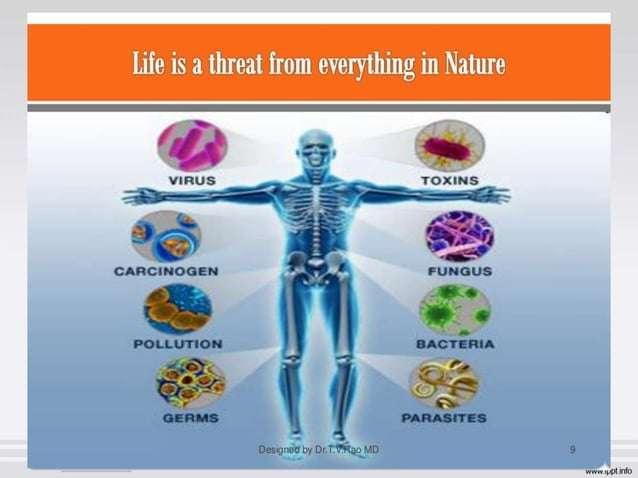 Life is a threat from everything in Nature
VIRUS
TOXINS
CARCINOGEN
FUNGUS
POLLUTION
BACTERIA
GERMS
PARASITES
Designed by Dr.T.V.Rao MD
9
www.fppt.info